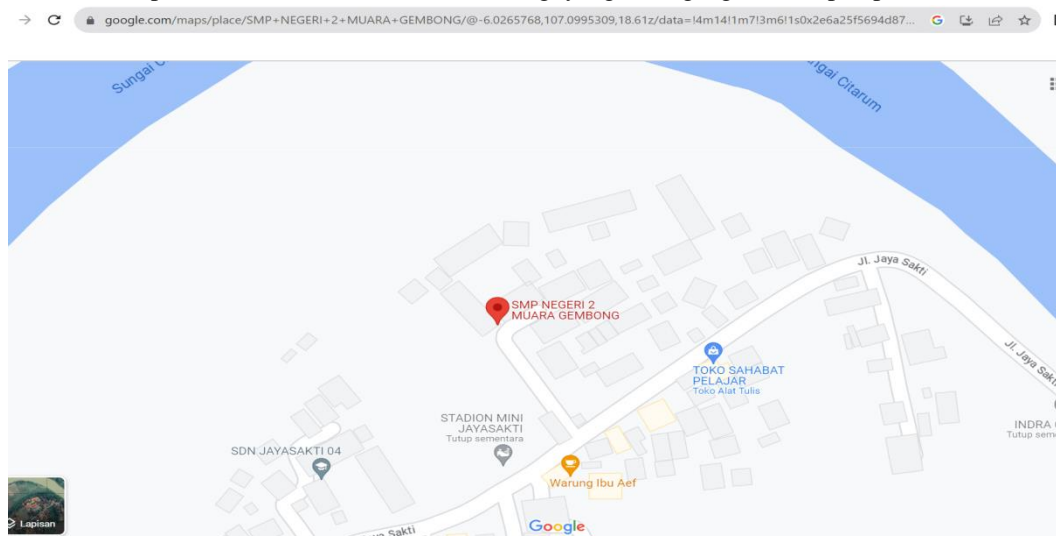 google.com/maps/place/SMP+NEGERI+2+MUARA+GEMBONG/@-6.0265768,107.0995309,18.61z/data=!4m14!1m7!3m6!1s0x2e6a25f5694d87...
Sungai
Sungai Citarum
Jl. Jaya Sakti
SMP NEGERI 2
MUARA GEMBONG
Jl. Jaya Sakti
TOKO SAHABAT
PELAJAR
Toko Alat Tulis
STADION MINI
JAYASAKTI
Tutup sementara
INDRA
Tutup sem
SDN JAYASAKTI 04
Warung Ibu Aef
Lapisan
Sakti
Google